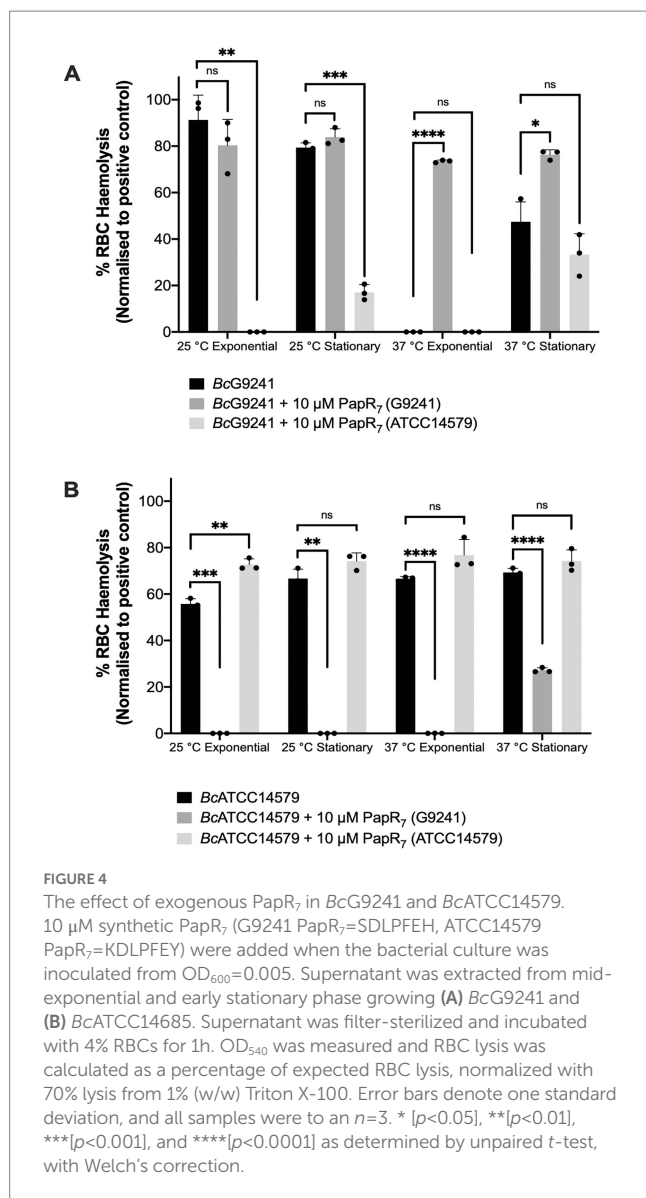 A
% RBC Haemolysis
(Normalised to positive control)
100
80
60
40
20
0
**
ns
***
ns
ns
****
ns
*
25 °C Exponential 25 °C Stationary 37 °C Exponential 37 °C Stationary
BcG9241
BcG9241 + 10 µM PapR7 (G9241)
BcG9241 + 10 µM PapR7 (ATCC14579)
B
% RBC Haemolysis
(Normalised to positive control)
100
80
60
40
20
0
**
***
ns
**
ns
****
ns
****
25 °C Exponential 25 °C Stationary 37 °C Exponential 37 °C Stationary
BcATCC14579
BcATCC14579 + 10 µM PapR7 (G9241)
BcATCC14579 + 10 µM PapR7 (ATCC14579)
FIGURE 4
The effect of exogenous PapR7 in BcG9241 and BcATCC14579.
10 μM synthetic PapR7 (G9241 PapR7=SDLPFEH, ATCC14579
PapR7=KDLPFEY) were added when the bacterial culture was
inoculated from OD600=0.005. Supernatant was extracted from mid-
exponential and early stationary phase growing (A) BcG9241 and
(B) BcATCC14685. Supernatant was filter-sterilized and incubated
with 4% RBCs for 1h. OD540 was measured and RBC lysis was
calculated as a percentage of expected RBC lysis, normalized with
70% lysis from 1% (w/w) Triton X-100. Error bars denote one standard
deviation, and all samples were to an n=3. * [p<0.05], **[p<0.01],
***[p<0.001], and ****[p<0.0001] as determined by unpaired t-test,
with Welch's correction.